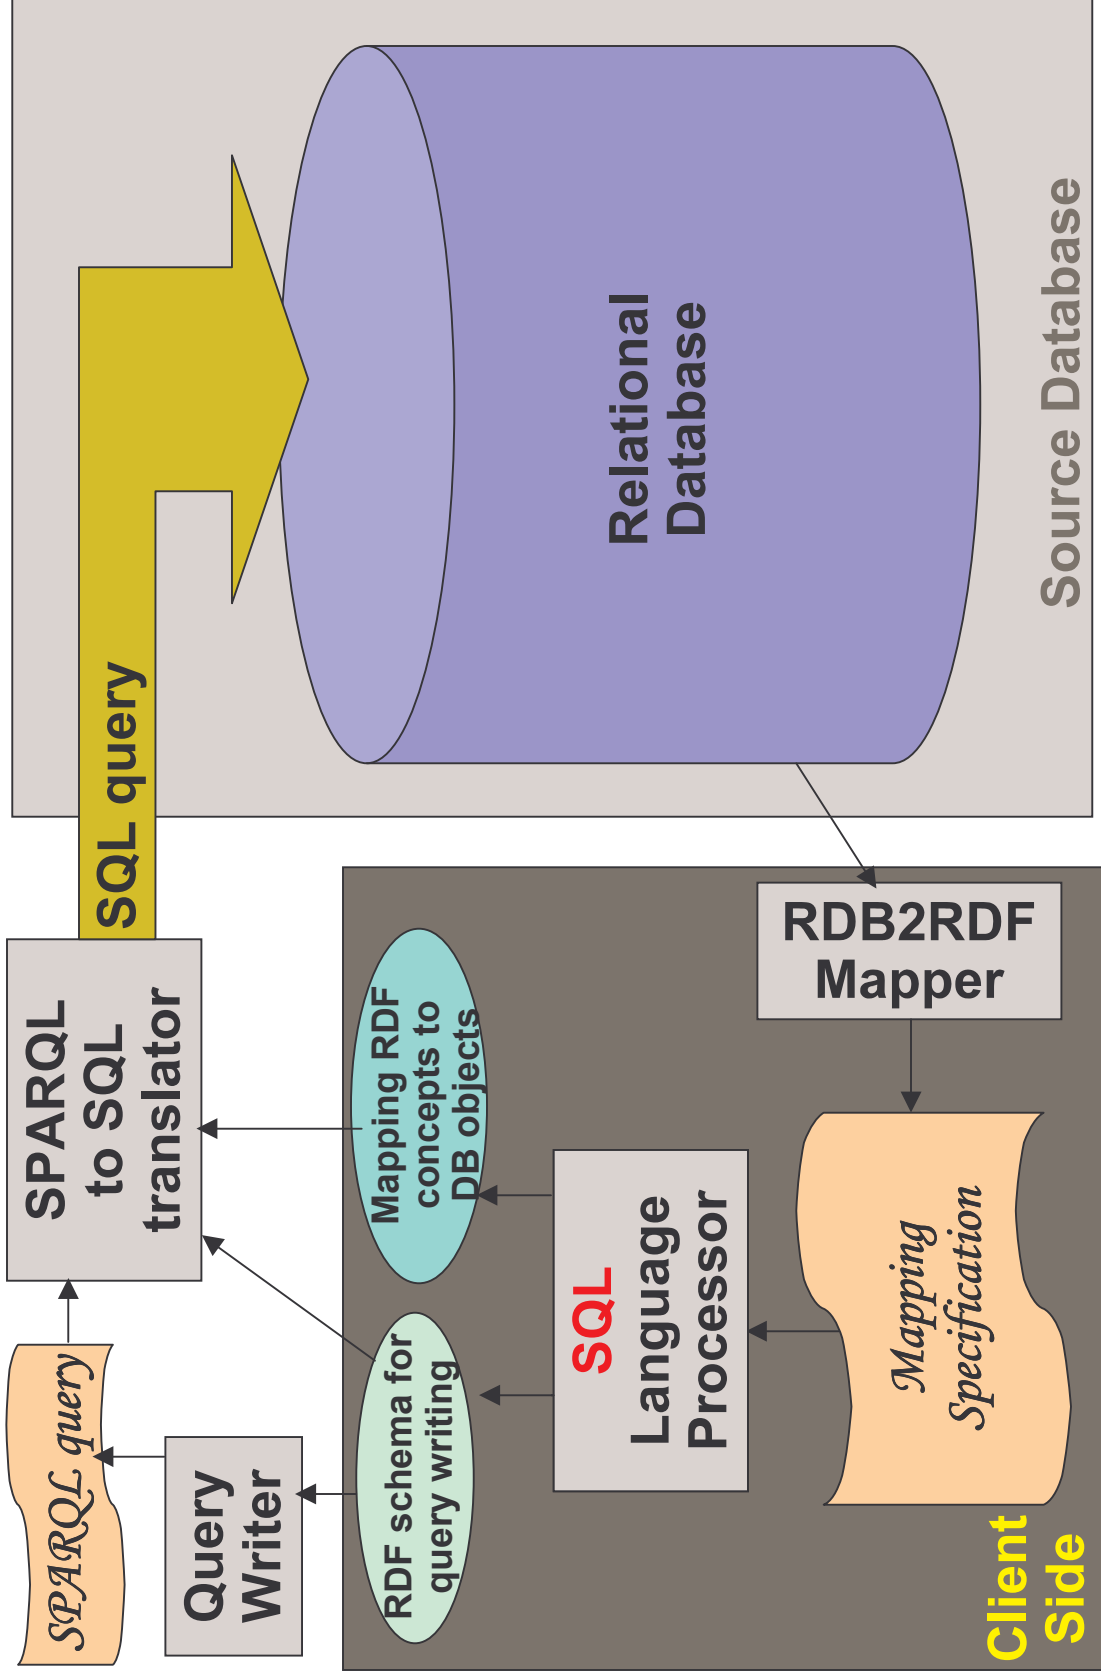 SPARQL query
Query
Writer
SPARQL
to SQL
translator
SQL query
RDF schema for
query writing
Mapping RDF
concepts to
DB objects
SQL
Language
Processor
Mapping
Specification
RDB2RDF
Mapper
Client
Side
Relational
Database
Source Database